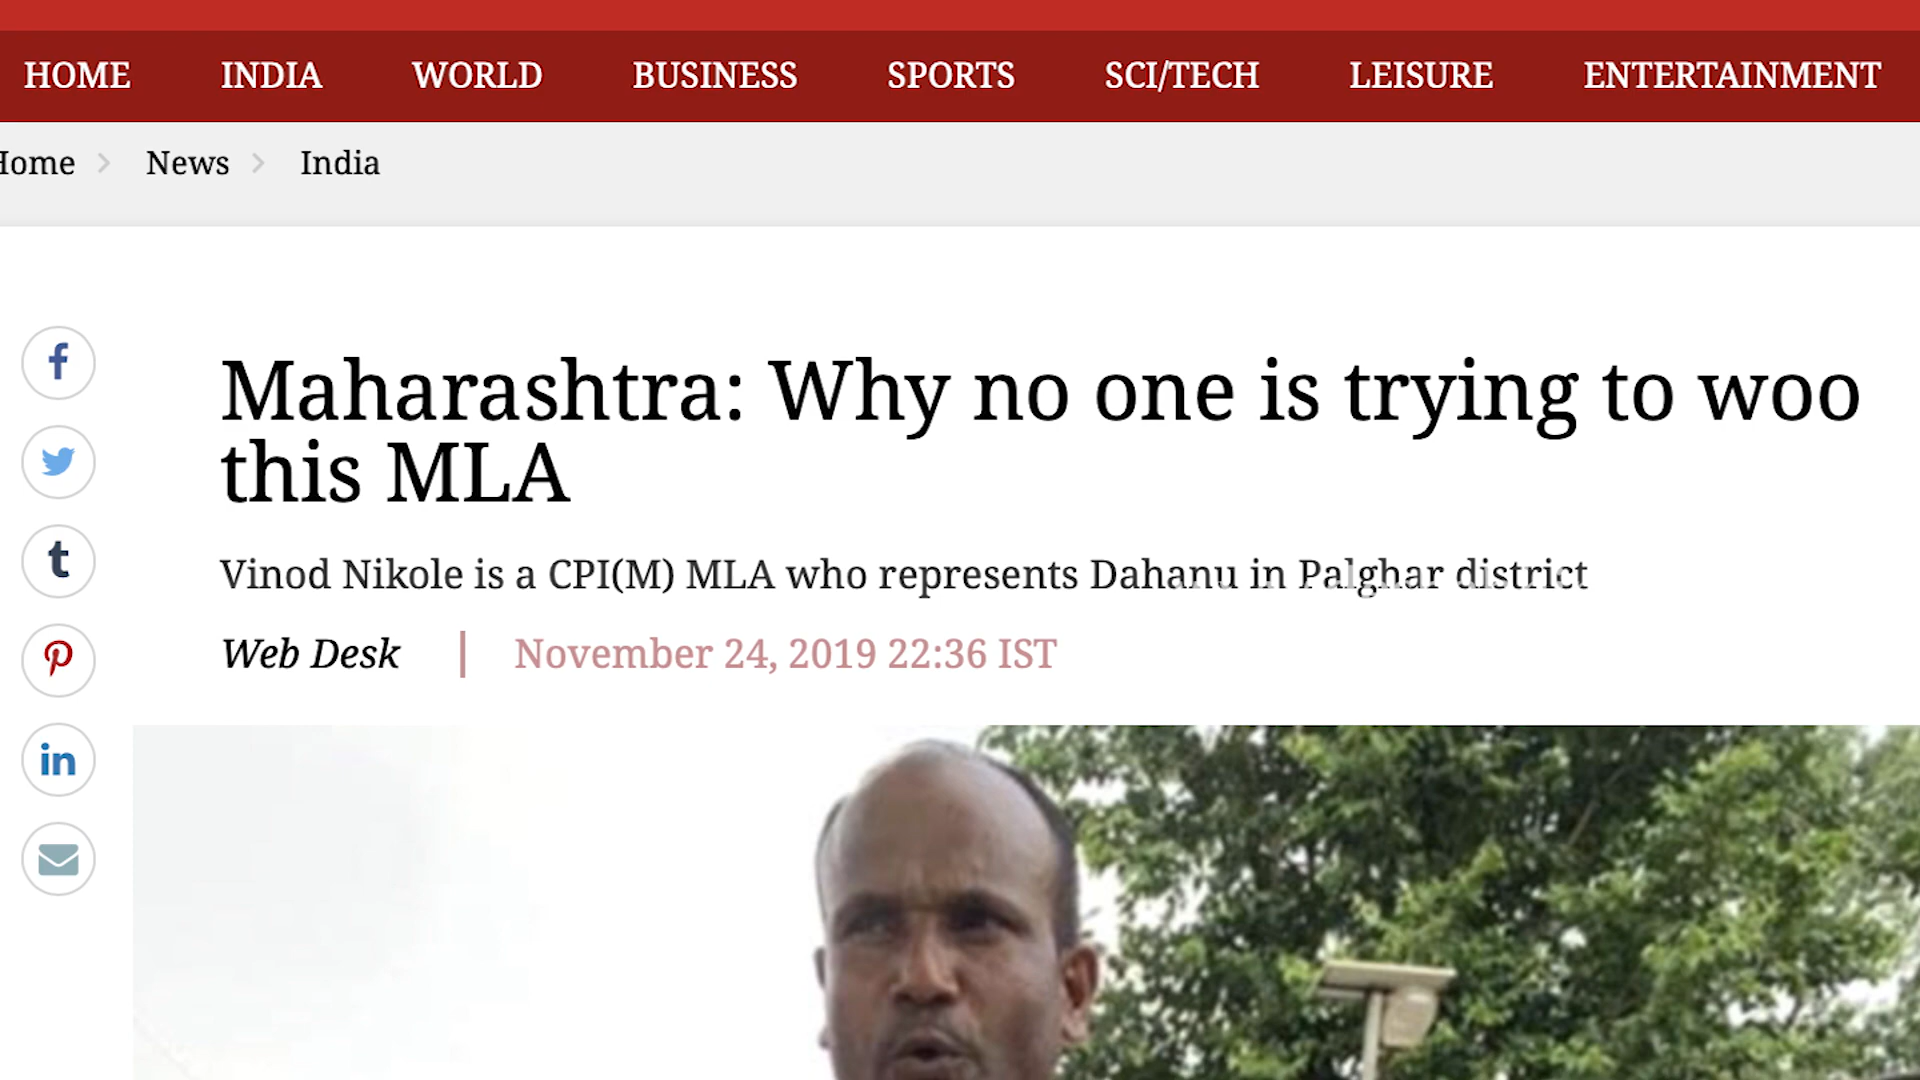 HOME INDIA WORLD BUSINESS SPORTS SCI/TECH LEISURE ENTERTAINMENT
Home News India
Maharashtra: Why no one is trying to woo
this MLA
Vinod Nikole is a CPI(M) MLA who represents Dahanu in Palghar district
Web Desk | November 24, 2019 22:36 IST